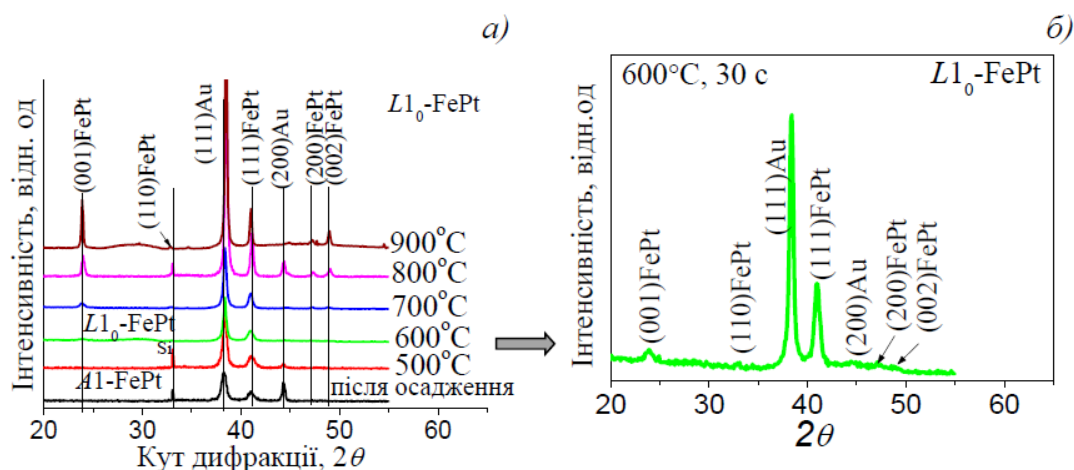 а)
Інтенсивність, відн. од
(001)FePt
(110)FePt
(111)Au
(111)FePt
(200)Au
(200)FePt
(002)FePt
L1₀-FePt
900°C
800°C
700°C
L1₀-FePt
600°C
Si
500°C
A1-FePt
після осадження
20 30 40 50 60
Кут дифракції, 2θ
б)
600°C, 30 с
L1₀-FePt
Інтенсивність, відн. од
(001)FePt
(110)FePt
(111)Au
(111)FePt
(200)Au
(200)FePt
(002)FePt
20 30 40 50 60
2θ